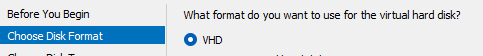 Before You Begin
What format do you want to use for the virtual hard disk?
Choose Disk Format
VHD